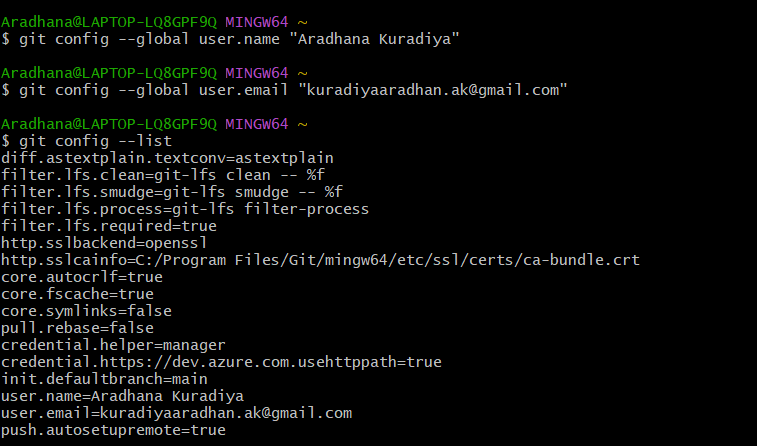 Aradhana@LAPTOP-LQ8GPF9Q MINGW64 ~
$ git config --global user.name "Aradhana Kuradiya"
Aradhana@LAPTOP-LQ8GPF9Q MINGW64 ~
$ git config --global user.email "kuradiyaaradhan.ak@gmail.com"
Aradhana@LAPTOP-LQ8GPF9Q MINGW64 ~
$ git config --list
diff.astextplain.textconv=astextplain
filter.lfs.clean=git-lfs clean -- %f
filter.lfs.smudge=git-lfs smudge -- %f
filter.lfs.process=git-lfs filter-process
filter.lfs.required=true
http.sslbackend=openssl
http.sslcainfo=C:/Program Files/Git/mingw64/etc/ssl/certs/ca-bundle.crt
core.autocrlf=true
core.fscache=true
core.symlinks=false
pull.rebase=false
credential.helper=manager
credential.https://dev.azure.com.usehttppath=true
init.defaultbranch=main
user.name=Aradhana Kuradiya
user.email=kuradiyaaradhan.ak@gmail.com
push.autosetupremote=true